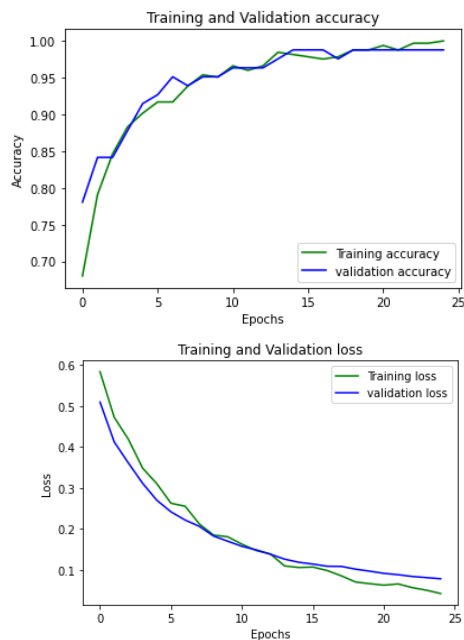 Training and Validation accuracy
1.00
0.95
0.90
0.85
0.80
0.75
0.70
Accuracy
Training accuracy
validation accuracy
0
5
10
15
20
25
Epochs
Training and Validation loss
0.6
0.5
0.4
0.3
0.2
0.1
Loss
Training loss
validation loss
0
5
10
15
20
25
Epochs